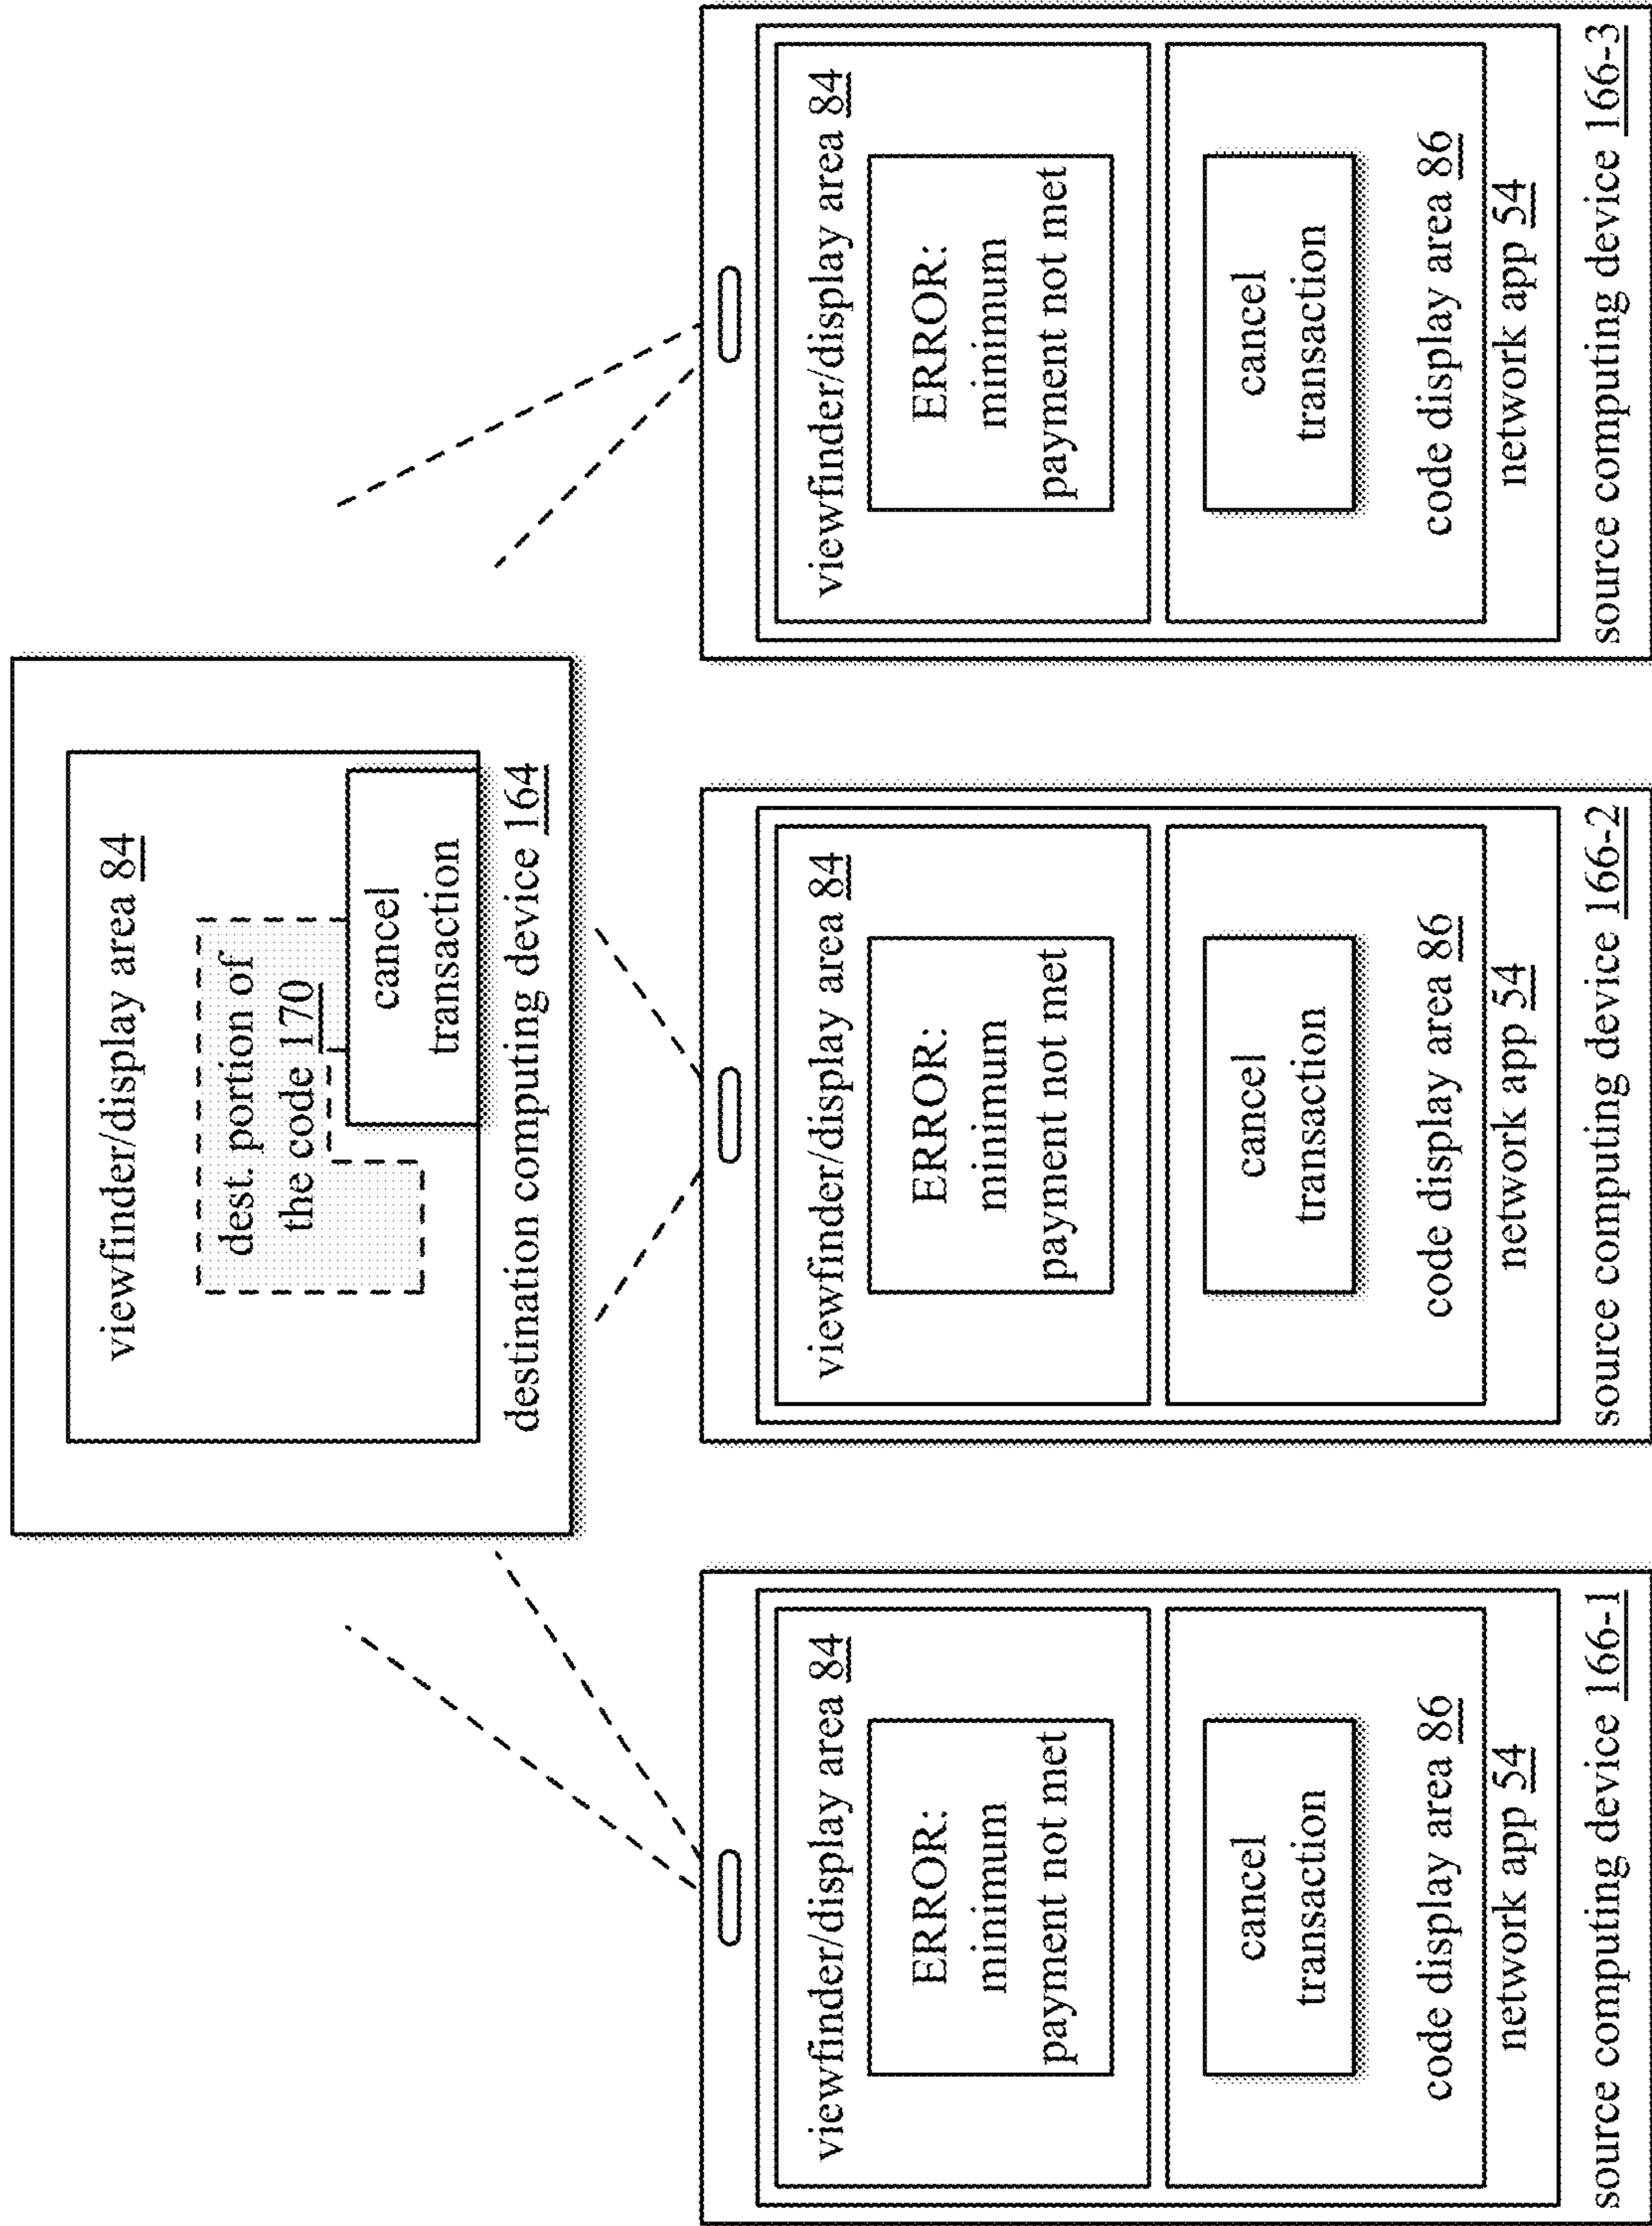 viewfinder/display area 84
dest. portion of
the code 170
cancel
transaction
destination computing device 164
viewfinder/display area 84
ERROR:
minimum
payment not met
cancel
transaction
code display area 86
network app 54
source computing device 166-1
viewfinder/display area 84
ERROR:
minimum
payment not met
cancel
transaction
code display area 86
network app 54
source computing device 166-2
viewfinder/display area 84
ERROR:
minimum
payment not met
cancel
transaction
code display area 86
network app 54
source computing device 166-3